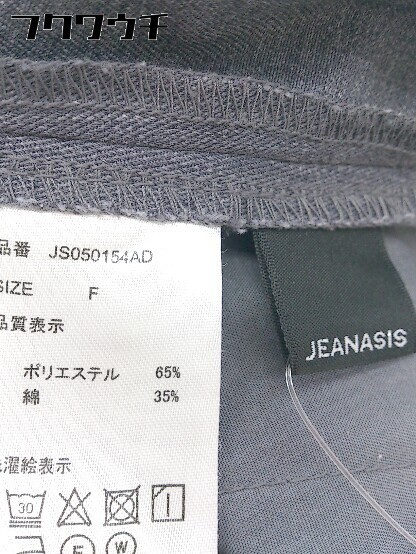 フクワウチ
品番 JS050154AD
SIZE F
品質表示
ポリエステル 65%
綿 35%
洗濯絵表示
30
W
JEANASIS